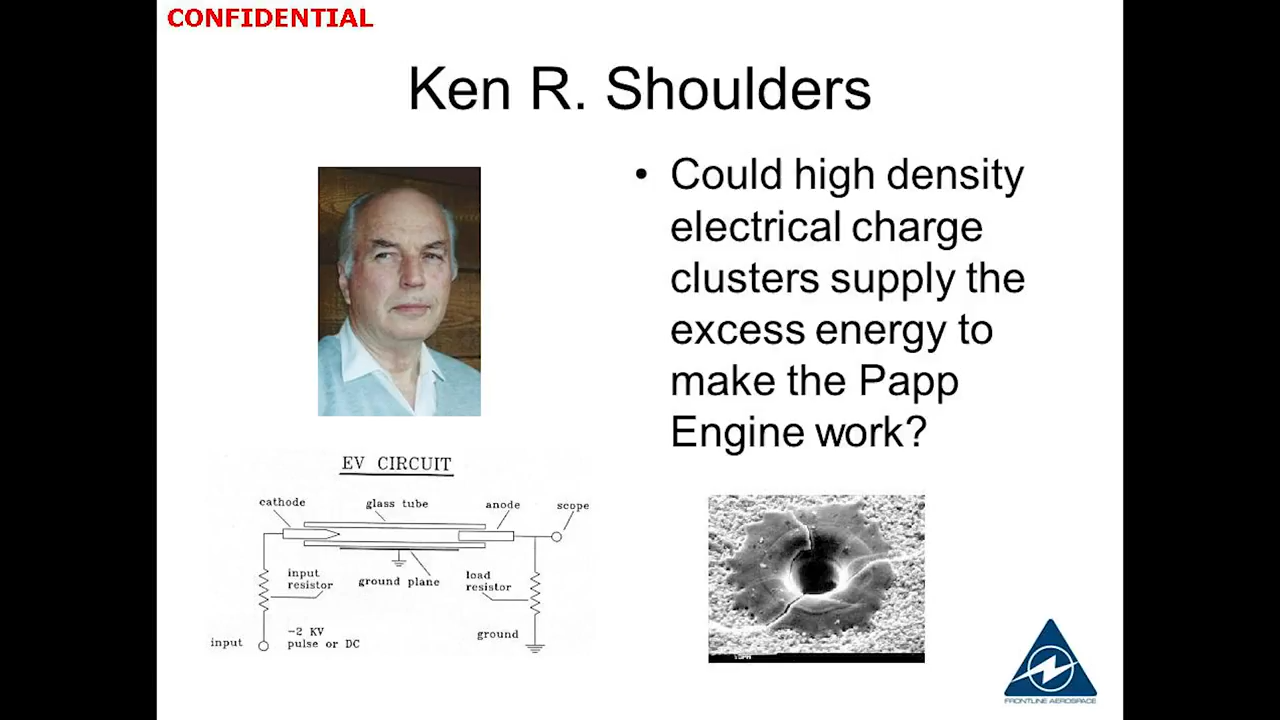 CONFIDENTIAL
Ken R. Shoulders
• Could high density
electrical charge
clusters supply the
excess energy to
make the Papp
Engine work?
EV CIRCUIT
cathode
glass tube
anode
scope
input
resistor
ground plane
load
resistor
input
-2 KV
pulse or DC
ground
FRONTLINE AEROSPACE